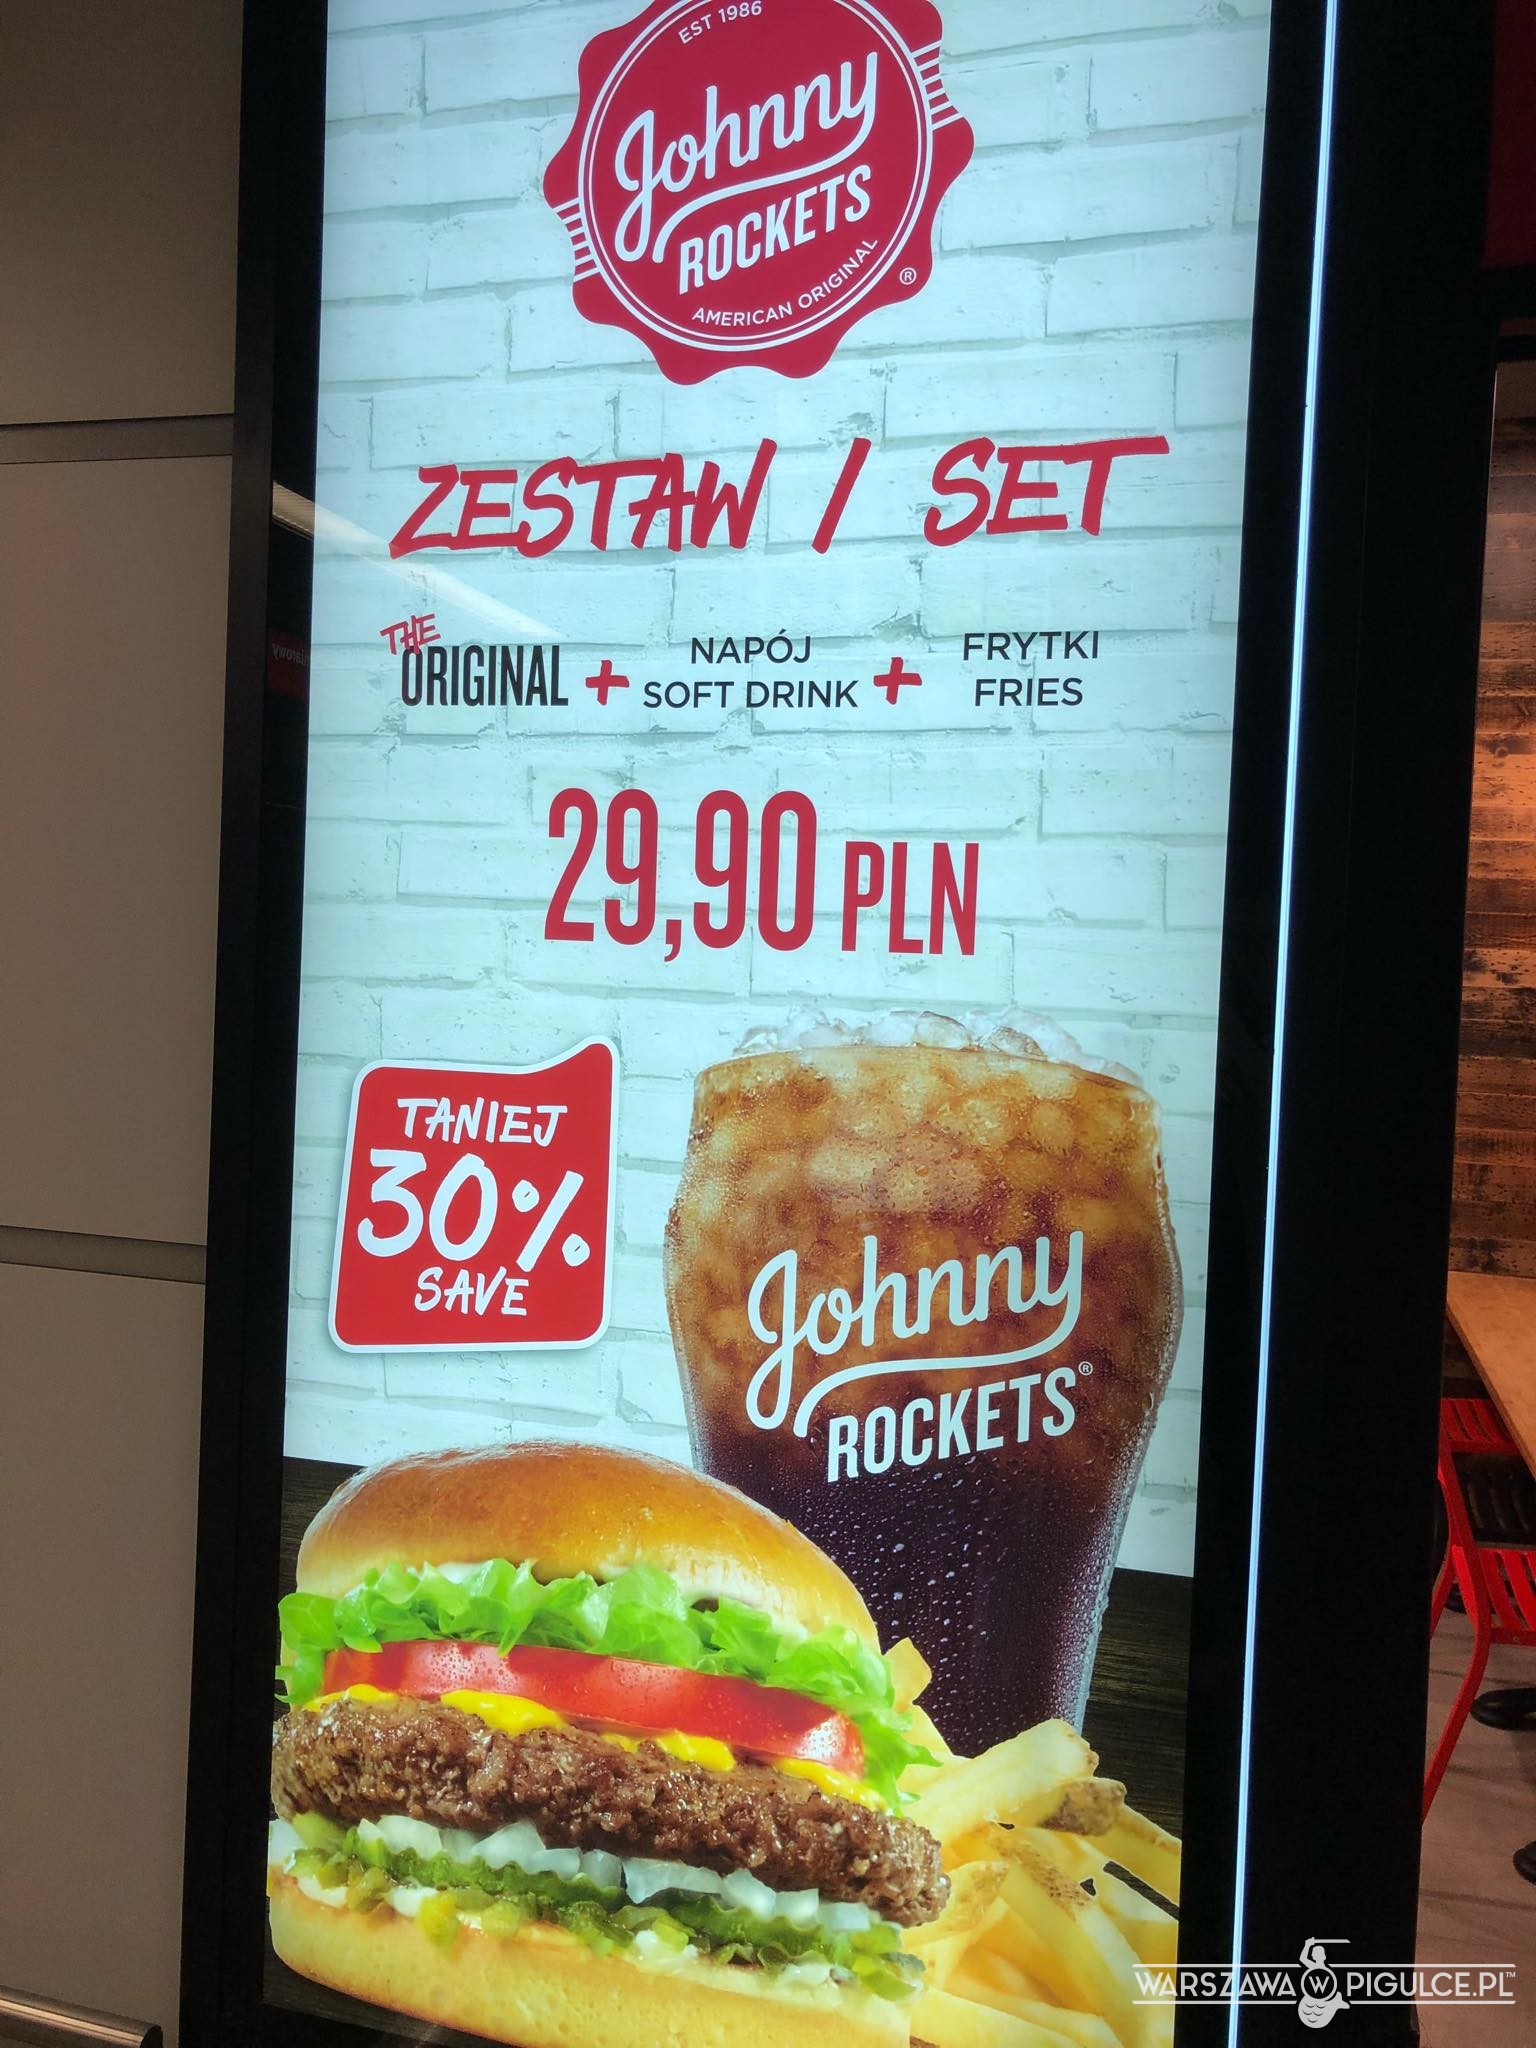 EST 1986
Johnny
ROCKETS
AMERICAN ORIGINAL
®
ZESTAW / SET
THE
ORIGINAL + NAPÓJ
SOFT DRINK + FRYTKI
FRIES
29,90 PLN
TANIEJ
30%
SAVE
Johnny
ROCKETS®
WARSZAWA W PIGULCE.PL™